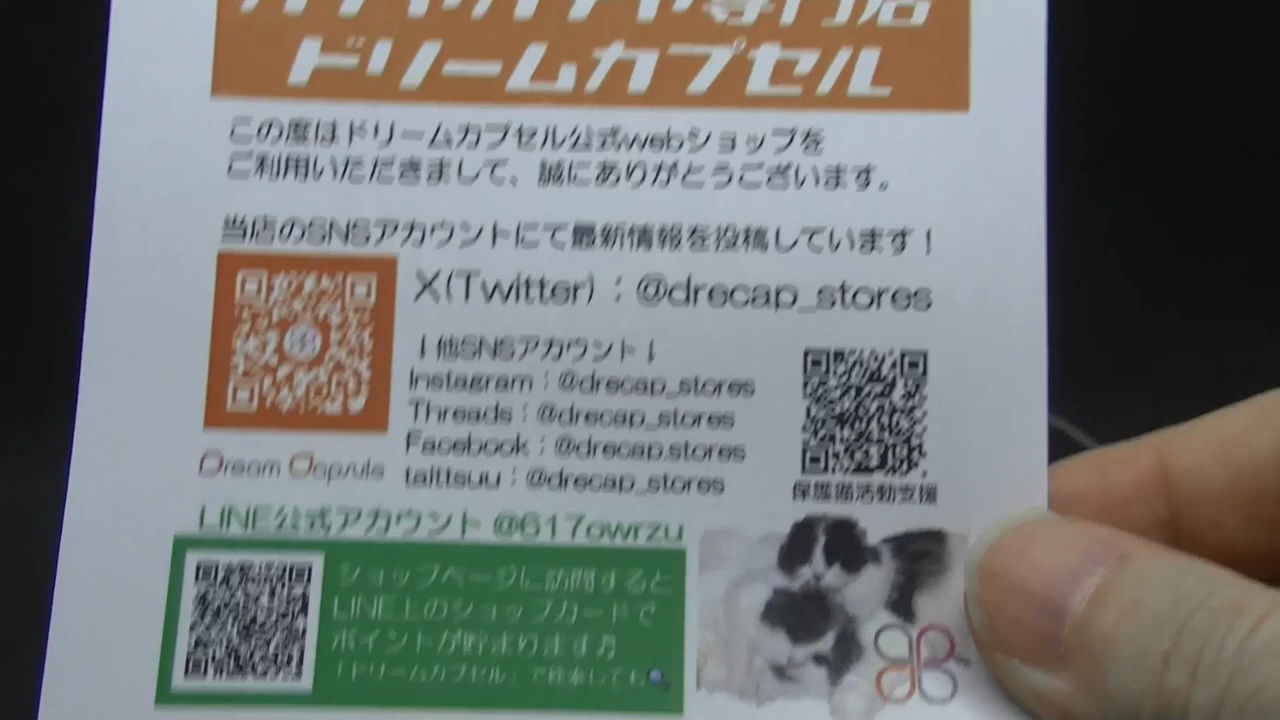 専門店
ドリームカプセル
この度はドリームカプセル公式webショップを
ご利用いただきまして、誠にありがとうございます。
当店のSNSアカウントにて最新情報を投稿しています！
X(Twitter)：@drecap_stores
↓他SNSアカウント↓
Instagram：@drecap_stores
Threads：@drecap_stores
Facebook：@drecap.stores
taittsuu：@drecap_stores
Dream Capsule
保護猫活動支援
LINE公式アカウント @617owrzu
ショップページに訪問すると
LINE上のショップカードで
ポイントが貯まります♬
「ドリームカプセル」で検索しても